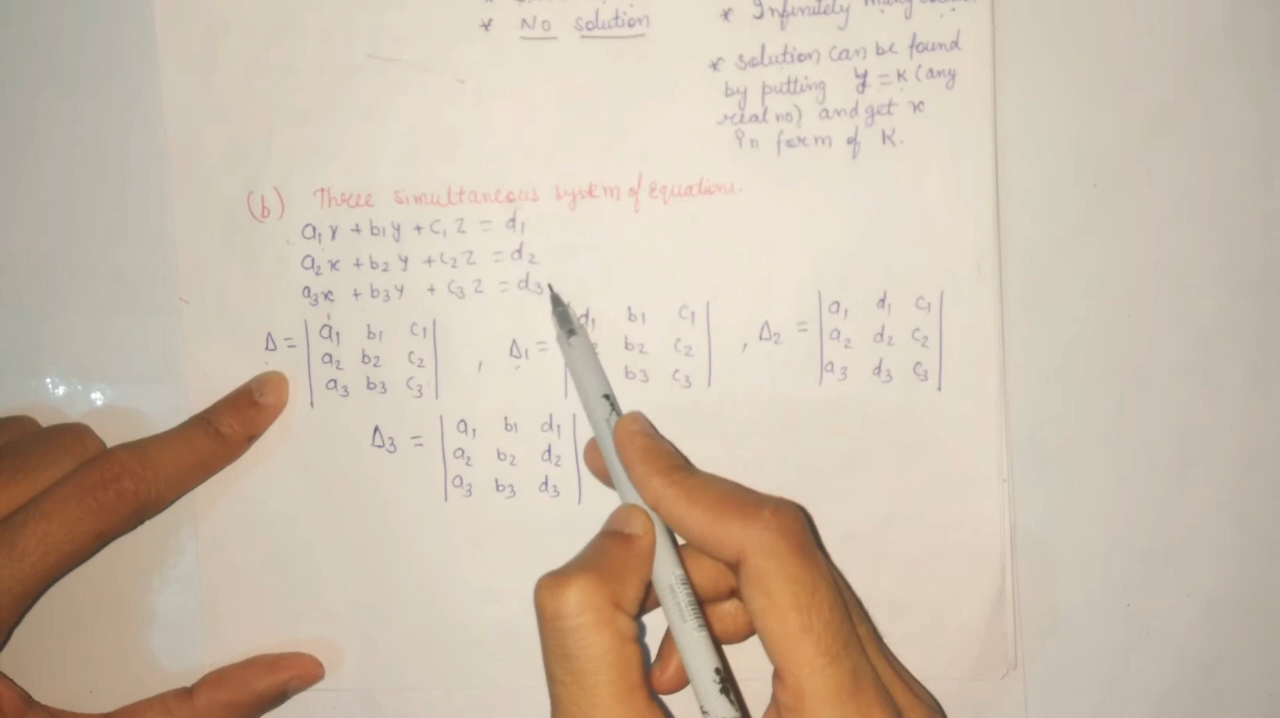 * No solution
* Infinitely many
* solution can be found
by putting y = K (any
real no) and get x
in form of K.
(b) Three simultaneous system of Equations.
a₁x + b₁y + c₁z = d₁
a₂x + b₂y + c₂z = d₂
a₃x + b₃y + c₃z = d₃
Δ = | a₁ b₁ c₁ | , Δ₁ = | d₁ b₁ c₁ | , Δ₂ = | a₁ d₁ c₁ |
| a₂ b₂ c₂ | | b₂ c₂ | | a₂ d₂ c₂ |
| a₃ b₃ c₃ | | b₃ c₃ | | a₃ d₃ c₃ |
Δ₃ = | a₁ b₁ d₁ |
| a₂ b₂ d₂ |
| a₃ b₃ d₃ |